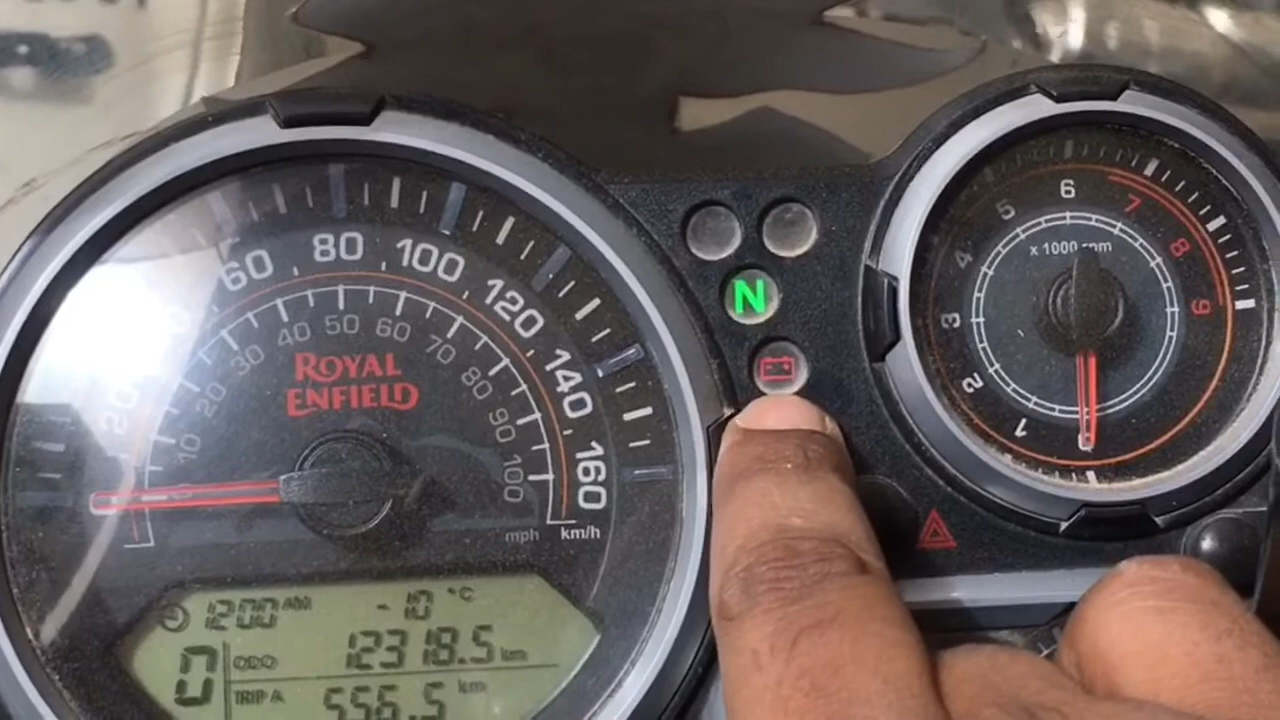 60 80 100 120 140 160
20
10 20 30 40 50 60 70 80 90 100
ROYAL
ENFIELD
mph km/h
N
1 2 3 4 5 6 7 8 9
x 1000 rpm
12:00 AM -10 °C
0 ODO 12318.5 km
TRIP A 556.5 km